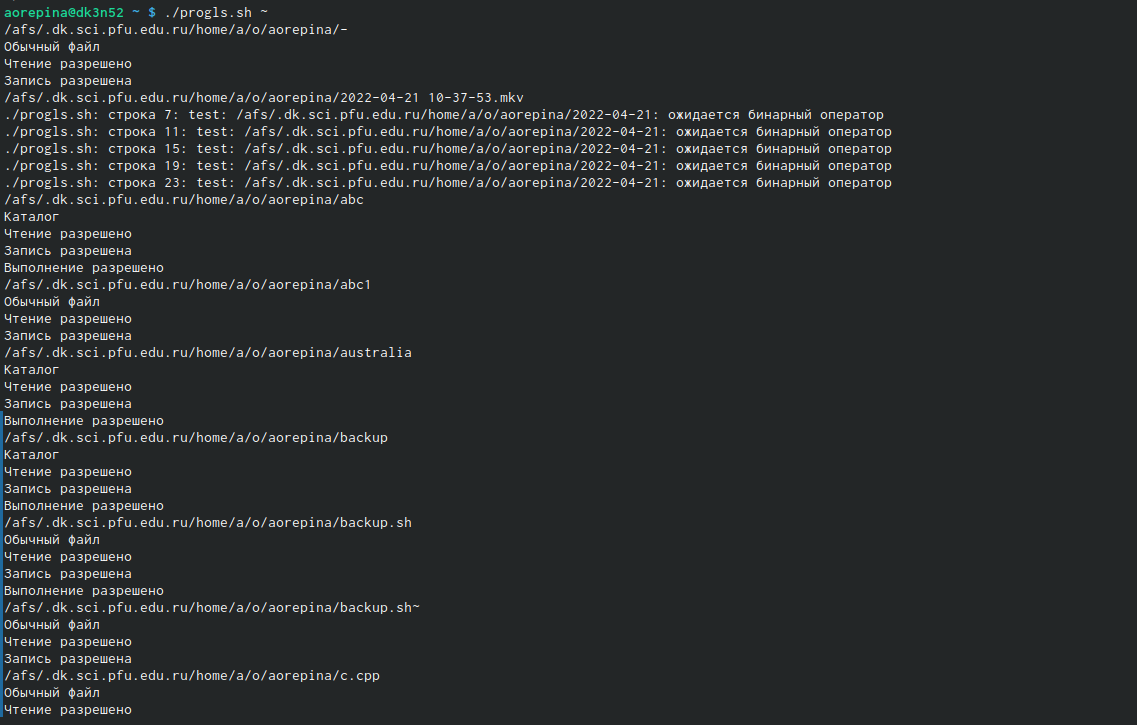 aorepina@dk3n52 ~ $ ./progls.sh ~
/afs/.dk.sci.pfu.edu.ru/home/a/o/aorepina/-
Обычный файл
Чтение разрешено
Запись разрешена
/afs/.dk.sci.pfu.edu.ru/home/a/o/aorepina/2022-04-21 10-37-53.mkv
./progls.sh: строка 7: test: /afs/.dk.sci.pfu.edu.ru/home/a/o/aorepina/2022-04-21: ожидается бинарный оператор
./progls.sh: строка 11: test: /afs/.dk.sci.pfu.edu.ru/home/a/o/aorepina/2022-04-21: ожидается бинарный оператор
./progls.sh: строка 15: test: /afs/.dk.sci.pfu.edu.ru/home/a/o/aorepina/2022-04-21: ожидается бинарный оператор
./progls.sh: строка 19: test: /afs/.dk.sci.pfu.edu.ru/home/a/o/aorepina/2022-04-21: ожидается бинарный оператор
./progls.sh: строка 23: test: /afs/.dk.sci.pfu.edu.ru/home/a/o/aorepina/2022-04-21: ожидается бинарный оператор
/afs/.dk.sci.pfu.edu.ru/home/a/o/aorepina/abc
Каталог
Чтение разрешено
Запись разрешена
Выполнение разрешено
/afs/.dk.sci.pfu.edu.ru/home/a/o/aorepina/abc1
Обычный файл
Чтение разрешено
Запись разрешена
/afs/.dk.sci.pfu.edu.ru/home/a/o/aorepina/australia
Каталог
Чтение разрешено
Запись разрешена
Выполнение разрешено
/afs/.dk.sci.pfu.edu.ru/home/a/o/aorepina/backup
Каталог
Чтение разрешено
Запись разрешена
Выполнение разрешено
/afs/.dk.sci.pfu.edu.ru/home/a/o/aorepina/backup.sh
Обычный файл
Чтение разрешено
Запись разрешена
Выполнение разрешено
/afs/.dk.sci.pfu.edu.ru/home/a/o/aorepina/backup.sh~
Обычный файл
Чтение разрешено
Запись разрешена
/afs/.dk.sci.pfu.edu.ru/home/a/o/aorepina/c.cpp
Обычный файл
Чтение разрешено